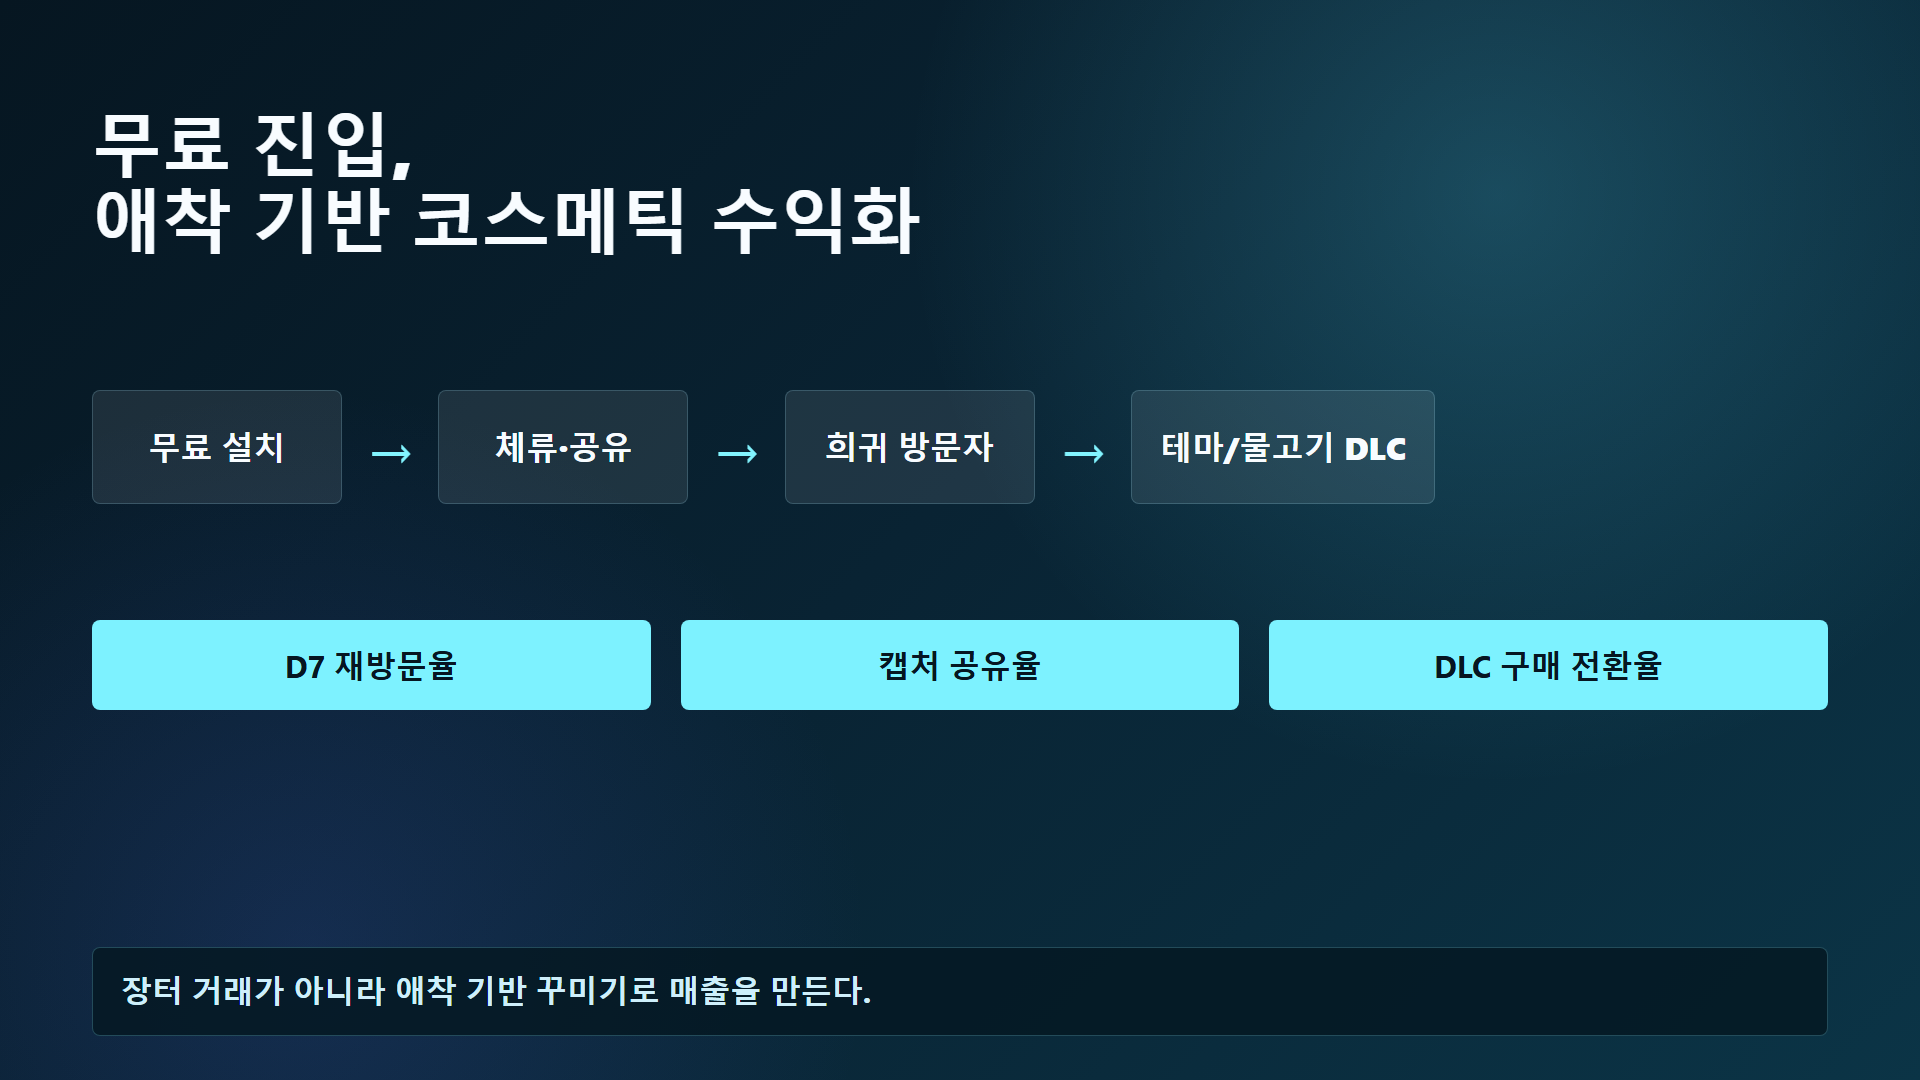 무료 진입,
애착 기반 코스메틱 수익화
무료 설치 → 체류·공유 → 희귀 방문자 → 테마/물고기 DLC
D7 재방문율
캡처 공유율
DLC 구매 전환율
장터 거래가 아니라 애착 기반 꾸미기로 매출을 만든다.